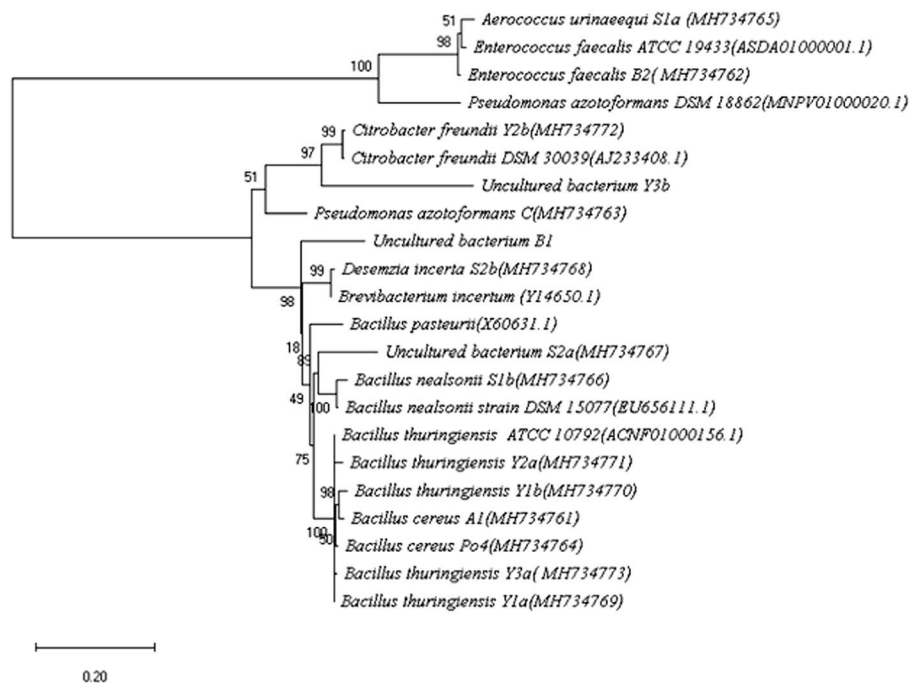 51 Aerococcus urinaeequi S1a (MH734765)
98 Enterococcus faecalis ATCC 19433(ASDA01000001.1)
100 Enterococcus faecalis B2( MH734762)
Pseudomonas azotoformans DSM 18862(MNPV01000020.1)
99 Citrobacter freundii Y2b(MH734772)
97 Citrobacter freundii DSM 30039(AJ233408.1)
51 Uncultured bacterium Y3b
Pseudomonas azotoformans C(MH734763)
Uncultured bacterium B1
99 Desemzia incerta S2b(MH734768)
98 Brevibacterium incertum (Y14650.1)
Bacillus pasteurii(X60631.1)
18 89 Uncultured bacterium S2a(MH734767)
Bacillus nealsonii S1b(MH734766)
49 100 Bacillus nealsonii strain DSM 15077(EU656111.1)
Bacillus thuringiensis ATCC 10792(ACNF01000156.1)
75 Bacillus thuringiensis Y2a(MH734771)
98 Bacillus thuringiensis Y1b(MH734770)
Bacillus cereus A1(MH734761)
100 50 Bacillus cereus Po4(MH734764)
Bacillus thuringiensis Y3a( MH734773)
Bacillus thuringiensis Y1a(MH734769)
0.20